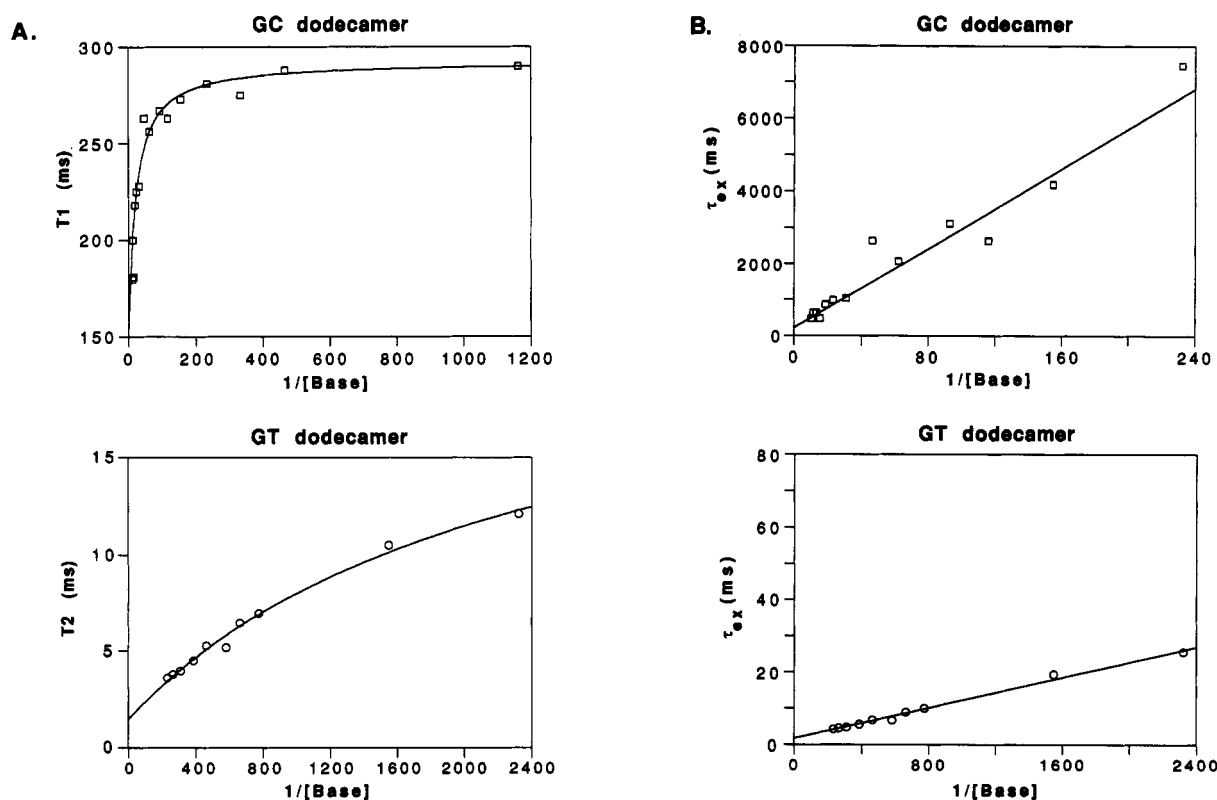 A.
GC dodecamer
300
250
200
150
T1 (ms)
0 200 400 600 800 1000 1200
1/[Base]
B.
GC dodecamer
8000
6000
4000
2000
0
τex (ms)
0 80 160 240
1/[Base]
GT dodecamer
15
10
5
0
T2 (ms)
0 400 800 1200 1600 2000 2400
1/[Base]
GT dodecamer
80
60
40
20
0
τex (ms)
0 800 1600 2400
1/[Base]